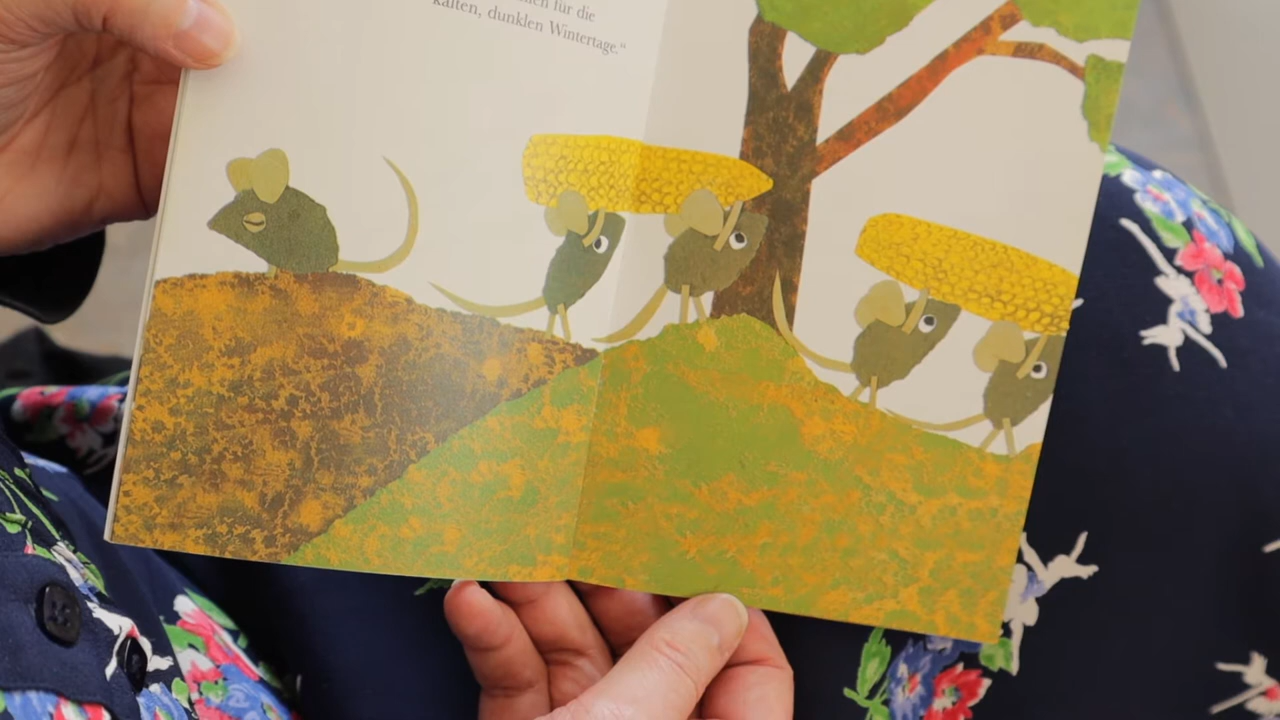 für die
kalten, dunklen Wintertage.“